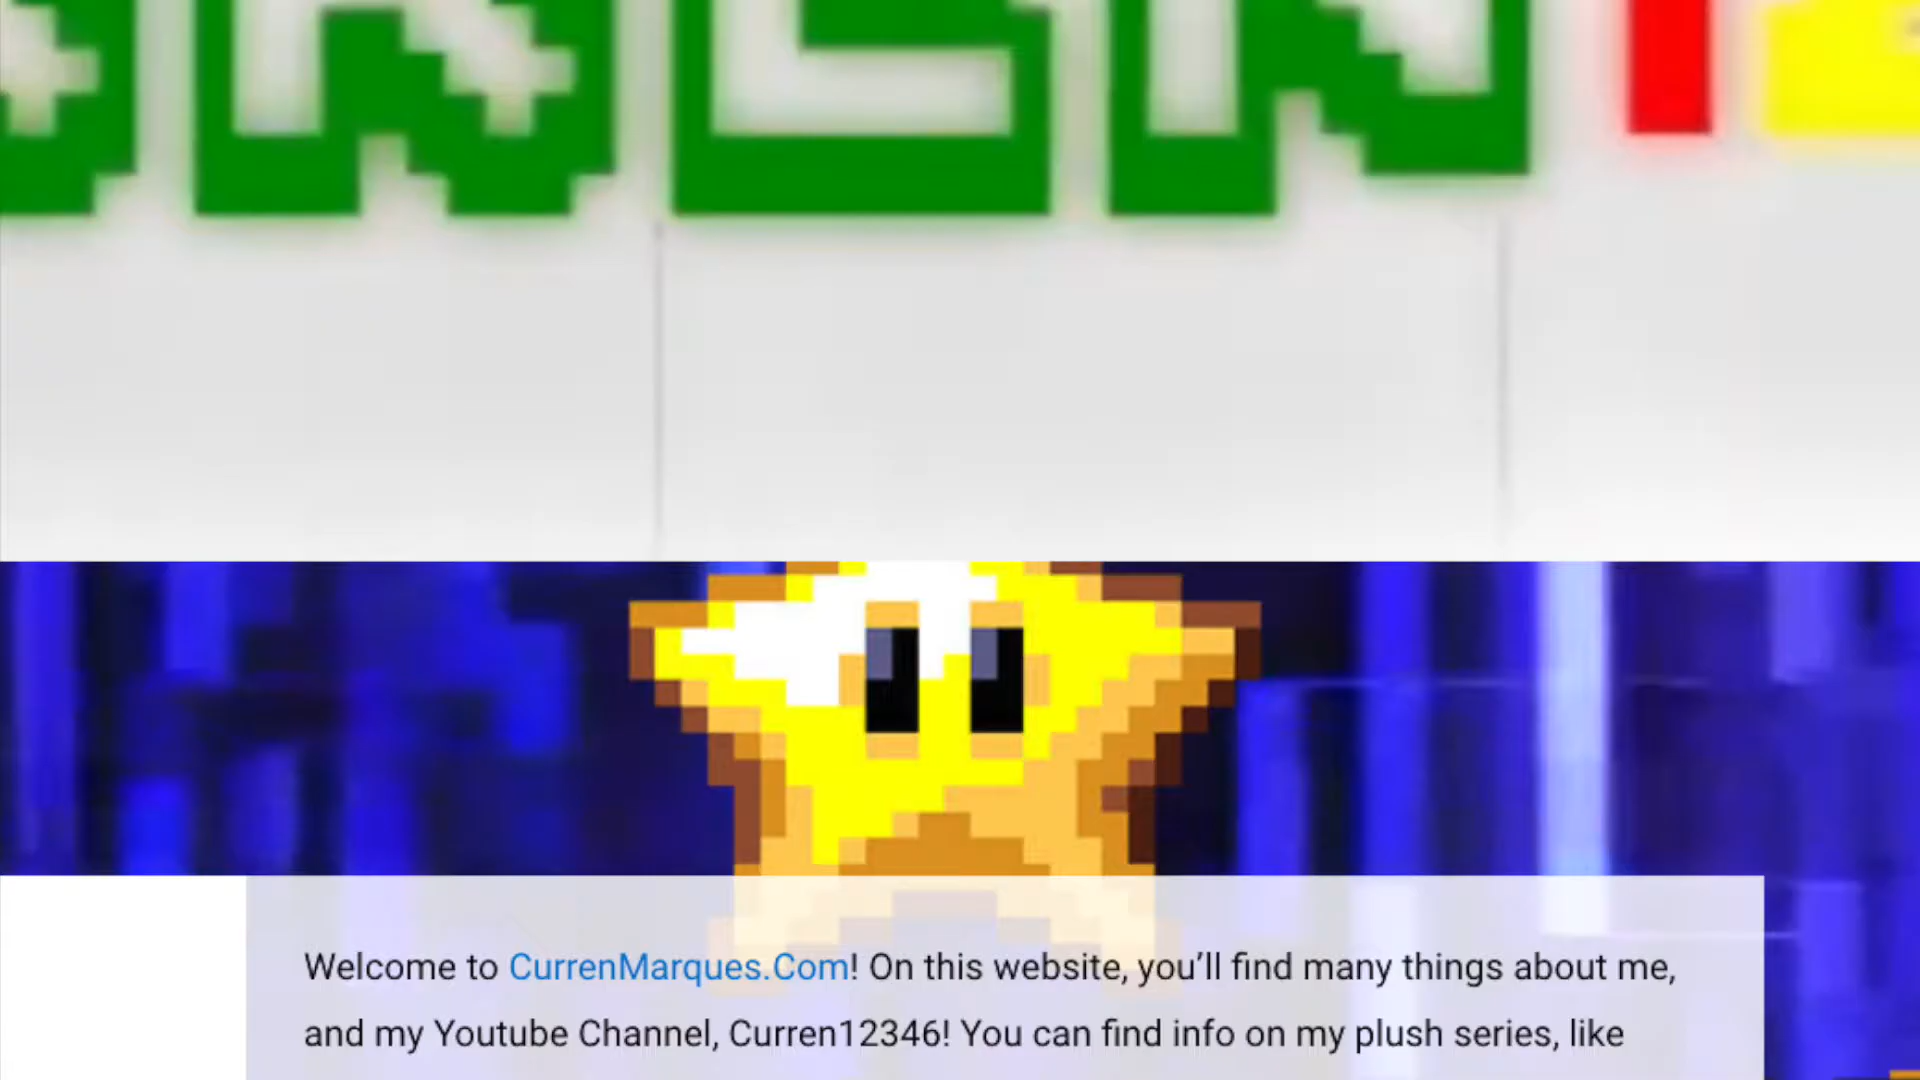 Welcome to CurrenMarques.Com! On this website, you’ll find many things about me,
and my Youtube Channel, Curren12346! You can find info on my plush series, like